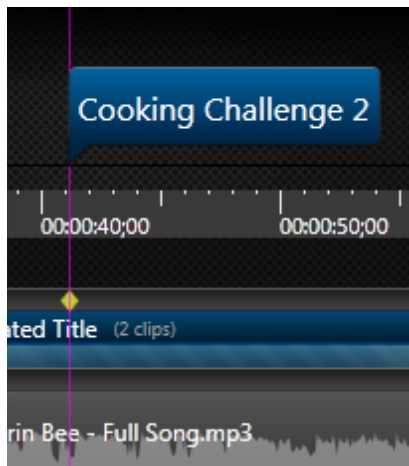 Cooking Challenge 2
00:00:40;00 00:00:50;00
ated Title (2 clips)
rin Bee - Full Song.mp3